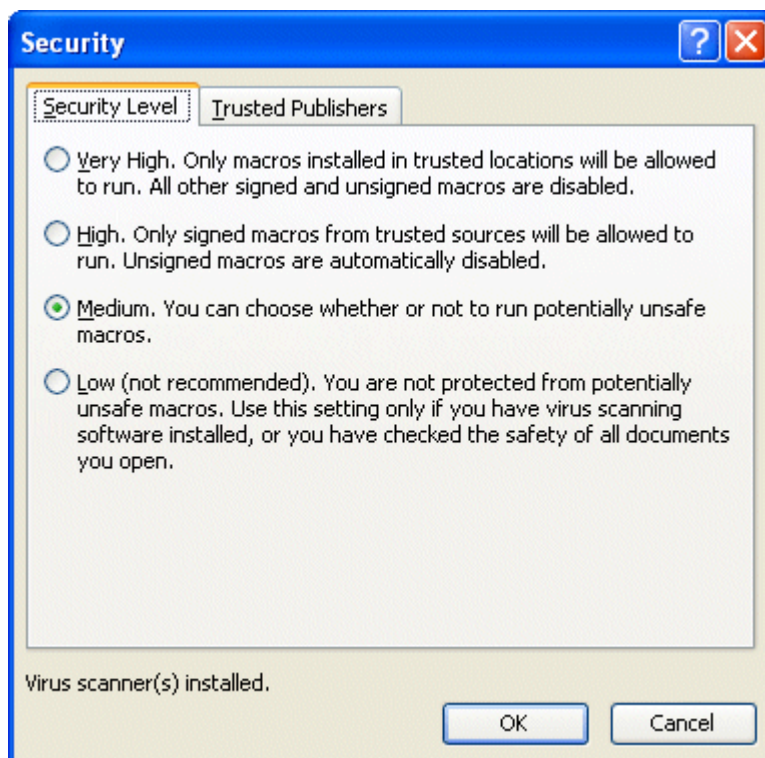 Security
Security Level
Trusted Publishers
Very High. Only macros installed in trusted locations will be allowed
to run. All other signed and unsigned macros are disabled.
High. Only signed macros from trusted sources will be allowed to
run. Unsigned macros are automatically disabled.
Medium. You can choose whether or not to run potentially unsafe
macros.
Low (not recommended). You are not protected from potentially
unsafe macros. Use this setting only if you have virus scanning
software installed, or you have checked the safety of all documents
you open.
Virus scanner(s) installed.
OK
Cancel